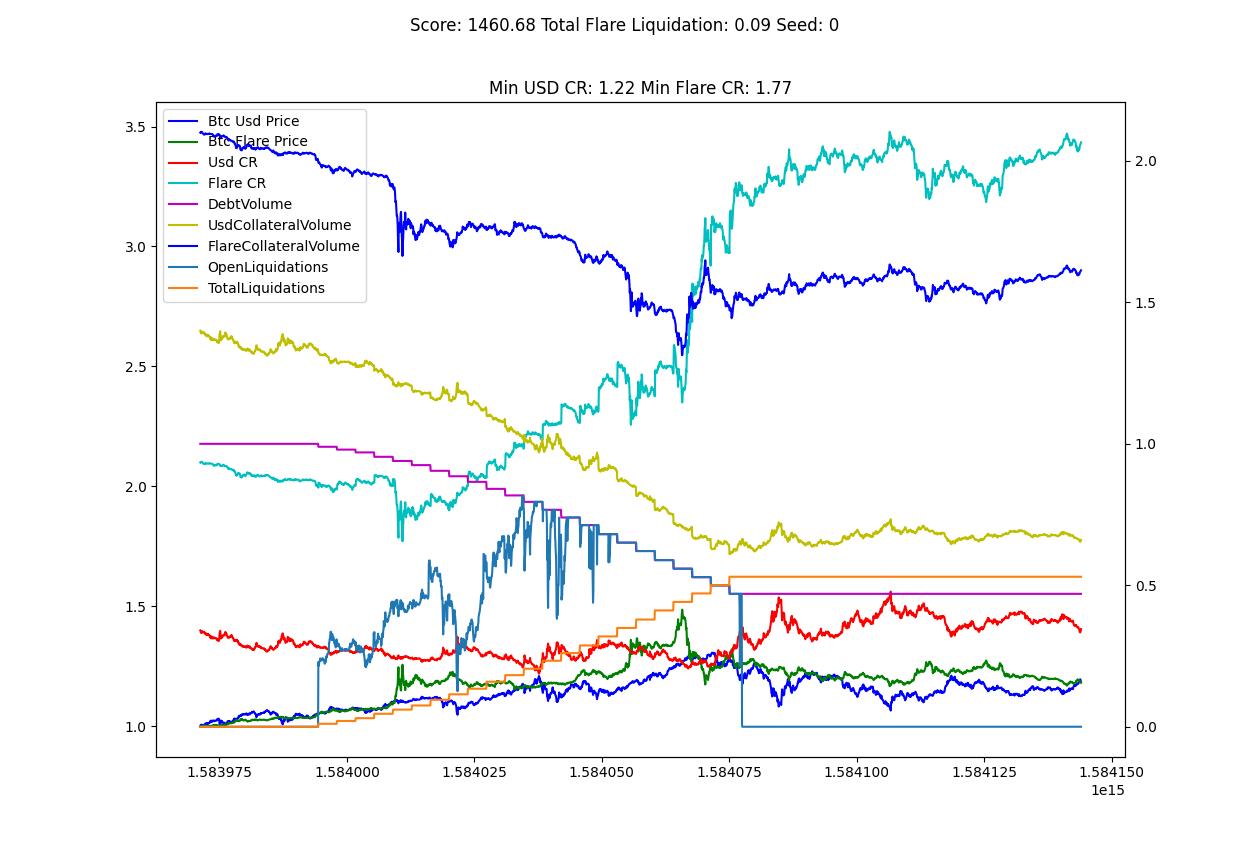 Score: 1460.68 Total Flare Liquidation: 0.09 Seed: 0
Min USD CR: 1.22 Min Flare CR: 1.77
Btc Usd Price
Btc Flare Price
Usd CR
Flare CR
DebtVolume
UsdCollateralVolume
FlareCollateralVolume
OpenLiquidations
TotalLiquidations
3.5
3.0
2.5
2.0
1.5
1.0
2.0
1.5
1.0
0.5
0.0
1.583975 1.584000 1.584025 1.584050 1.584075 1.584100 1.584125 1.584150
1e15